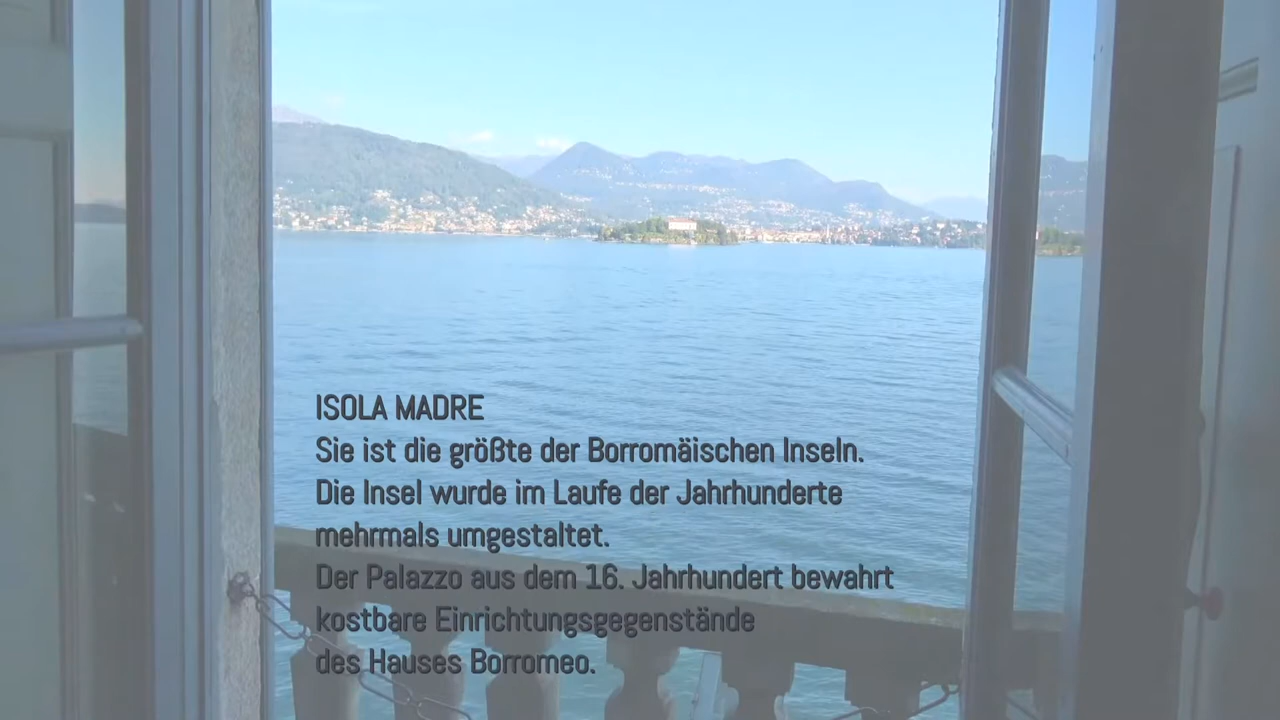 ISOLA MADRE
Sie ist die größte der Borromäischen Inseln.
Die Insel wurde im Laufe der Jahrhunderte
mehrmals umgestaltet.
Der Palazzo aus dem 16. Jahrhundert bewahrt
kostbare Einrichtungsgegenstände
des Hauses Borromeo.